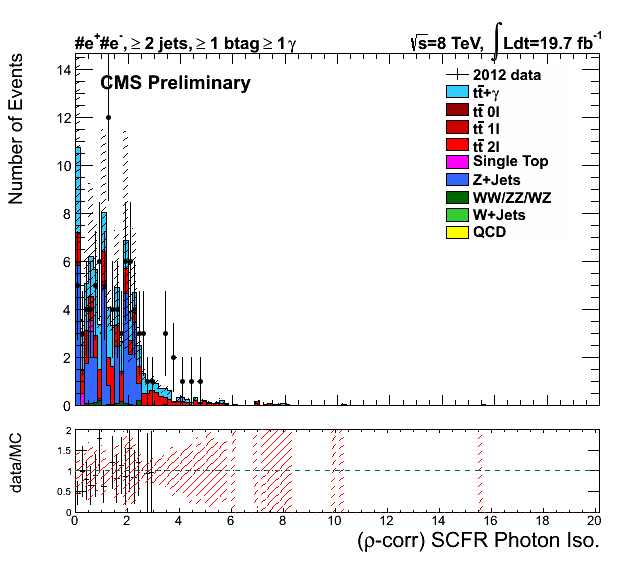 #e⁺#e⁻, ≥ 2 jets, ≥ 1 btag ≥ 1 γ
√s=8 TeV, ∫ Ldt=19.7 fb⁻¹
CMS Preliminary
Number of Events
14
12
10
8
6
4
2
0
2012 data
tt̄+γ
tt̄ 0l
tt̄ 1l
tt̄ 2l
Single Top
Z+Jets
WW/ZZ/WZ
W+Jets
QCD
data/MC
2
1.5
1
0.5
0
0 2 4 6 8 10 12 14 16 18 20
(ρ-corr) SCFR Photon Iso.